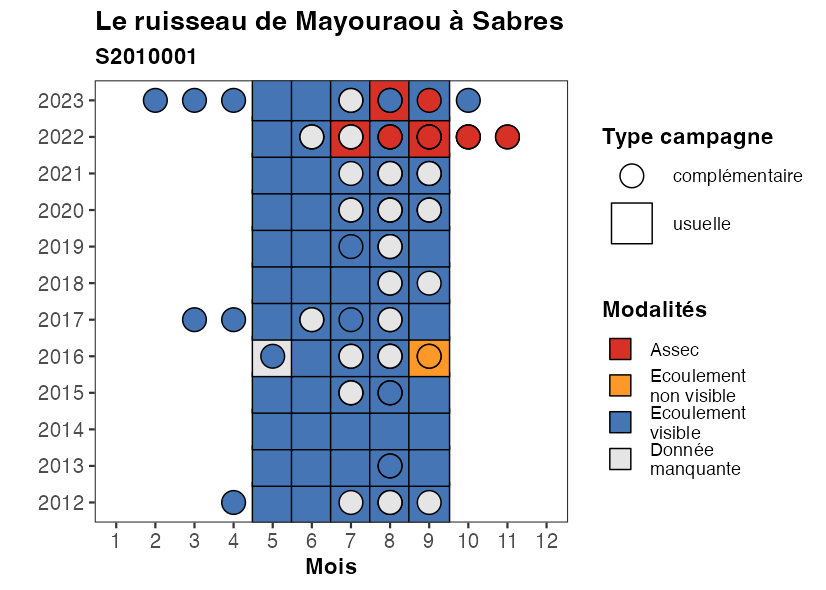 Le ruisseau de Mayouraou à Sabres
S2010001
2023
2022
2021
2020
2019
2018
2017
2016
2015
2014
2013
2012
1 2 3 4 5 6 7 8 9 10 11 12
Mois
Type campagne
complémentaire
usuelle
Modalités
Assec
Ecoulement
non visible
Ecoulement
visible
Donnée
manquante